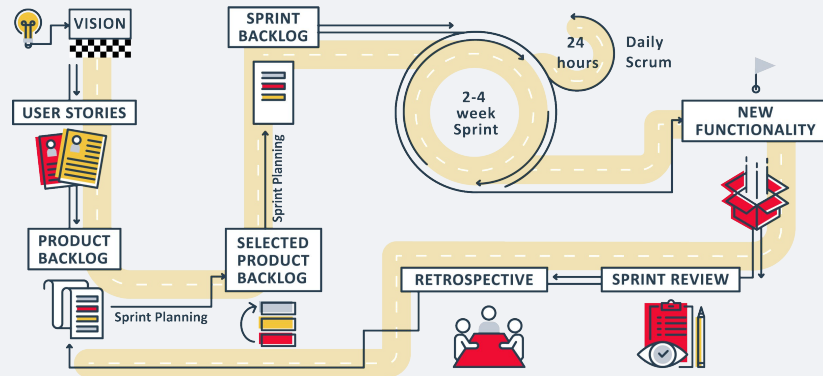 VISION
USER STORIES
PRODUCT
BACKLOG
Sprint Planning
SELECTED
PRODUCT
BACKLOG
Sprint Planning
SPRINT
BACKLOG
2-4
week
Sprint
24
hours
Daily
Scrum
NEW
FUNCTIONALITY
SPRINT REVIEW
RETROSPECTIVE